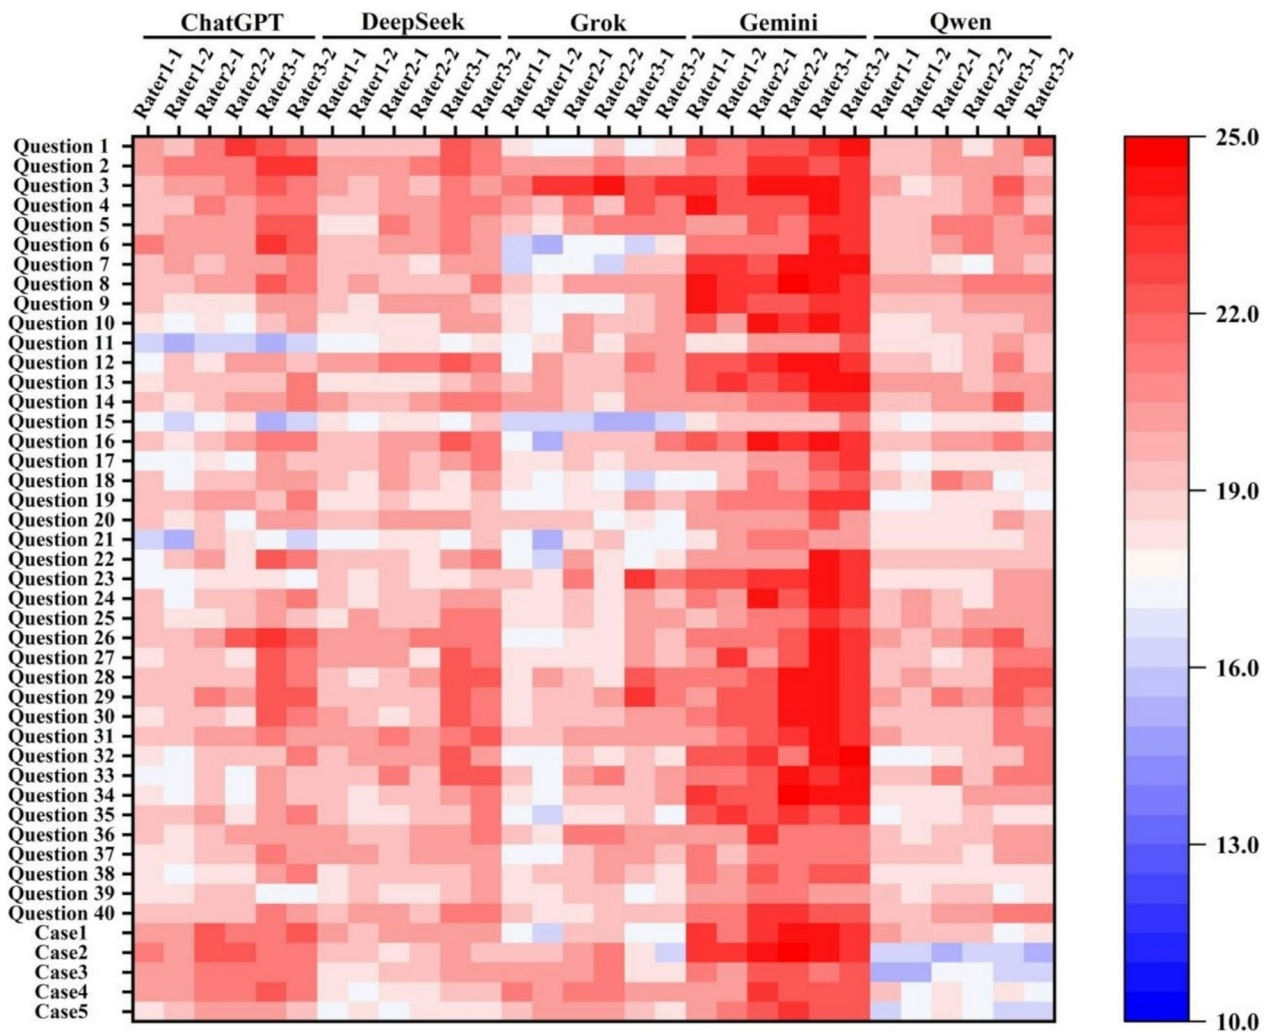 ChatGPT DeepSeek Grok Gemini Qwen
Rater1-1 Rater1-2 Rater2-1 Rater2-2 Rater3-1 Rater3-2 Rater1-1 Rater1-2 Rater2-1 Rater2-2 Rater3-1 Rater3-2 Rater1-1 Rater1-2 Rater2-1 Rater2-2 Rater3-1 Rater3-2 Rater1-1 Rater1-2 Rater2-1 Rater2-2 Rater3-1 Rater3-2 Rater1-1 Rater1-2 Rater2-1 Rater2-2 Rater3-1 Rater3-2
Question 1
Question 2
Question 3
Question 4
Question 5
Question 6
Question 7
Question 8
Question 9
Question 10
Question 11
Question 12
Question 13
Question 14
Question 15
Question 16
Question 17
Question 18
Question 19
Question 20
Question 21
Question 22
Question 23
Question 24
Question 25
Question 26
Question 27
Question 28
Question 29
Question 30
Question 31
Question 32
Question 33
Question 34
Question 35
Question 36
Question 37
Question 38
Question 39
Question 40
Case1
Case2
Case3
Case4
Case5
25.0
22.0
19.0
16.0
13.0
10.0